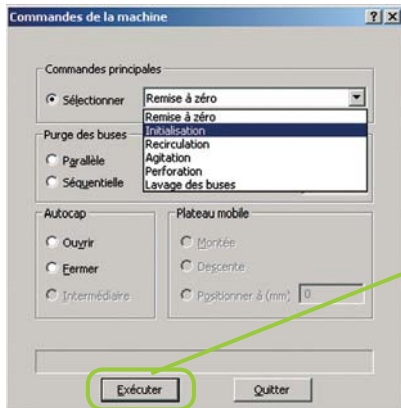 Commandes de la machine
Commandes principales
Sélectionner
Remise à zéro
Remise à zéro
Initialisation
Recirculation
Agitation
Perforation
Lavage des buses
Purge des buses
Parallèle
Séquentielle
Autocap
Ouvrir
Fermer
Intermédiaire
Plateau mobile
Montée
Descente
Positionner à (mm)
0
Exécuter
Quitter